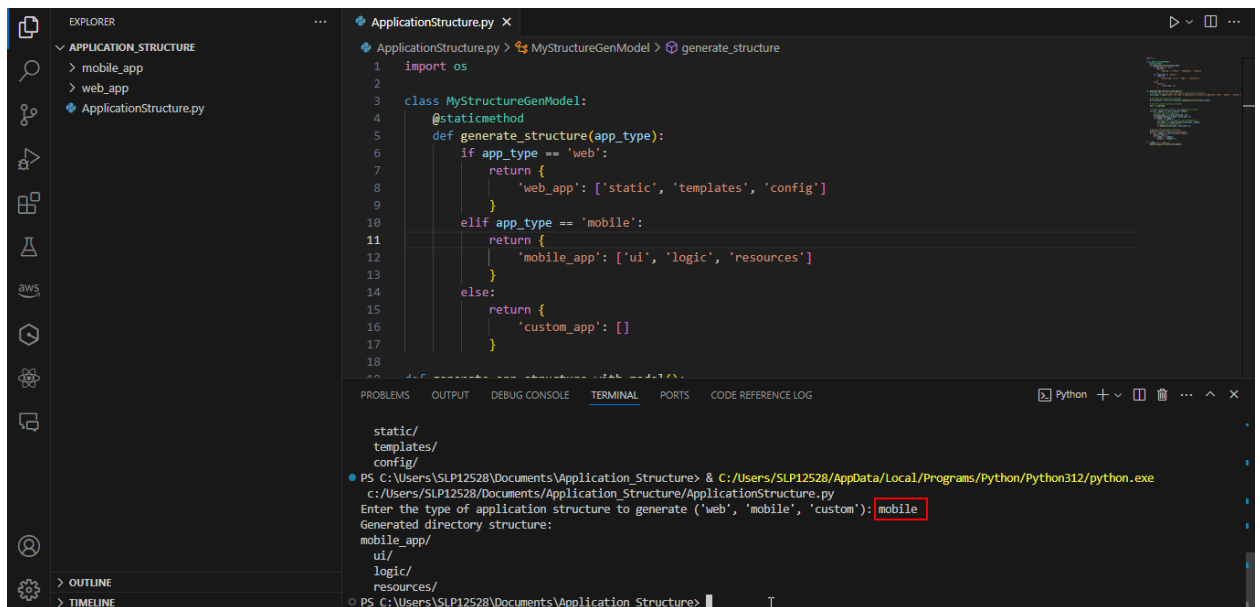 EXPLORER
APPLICATION_STRUCTURE
mobile_app
web_app
ApplicationStructure.py
OUTLINE
TIMELINE
aws
ApplicationStructure.py
ApplicationStructure.py > MyStructureGenModel > generate_structure
1 import os
2
3 class MyStructureGenModel:
4 @staticmethod
5 def generate_structure(app_type):
6 if app_type == 'web':
7 return {
8 'web_app': ['static', 'templates', 'config']
9 }
10 elif app_type == 'mobile':
11 return {
12 'mobile_app': ['ui', 'logic', 'resources']
13 }
14 else:
15 return {
16 'custom_app': []
17 }
18
PROBLEMS OUTPUT DEBUG CONSOLE TERMINAL PORTS CODE REFERENCE LOG Python
static/
templates/
config/
PS C:\Users\SLP12528\Documents\Application_Structure> & C:/Users/SLP12528/AppData/Local/Programs/Python/Python312/python.exe
c:/Users/SLP12528/Documents/Application_Structure/ApplicationStructure.py
Enter the type of application structure to generate ('web', 'mobile', 'custom'): mobile
Generated directory structure:
mobile_app/
ui/
logic/
resources/
PS C:\Users\SLP12528\Documents\Application_Structure>